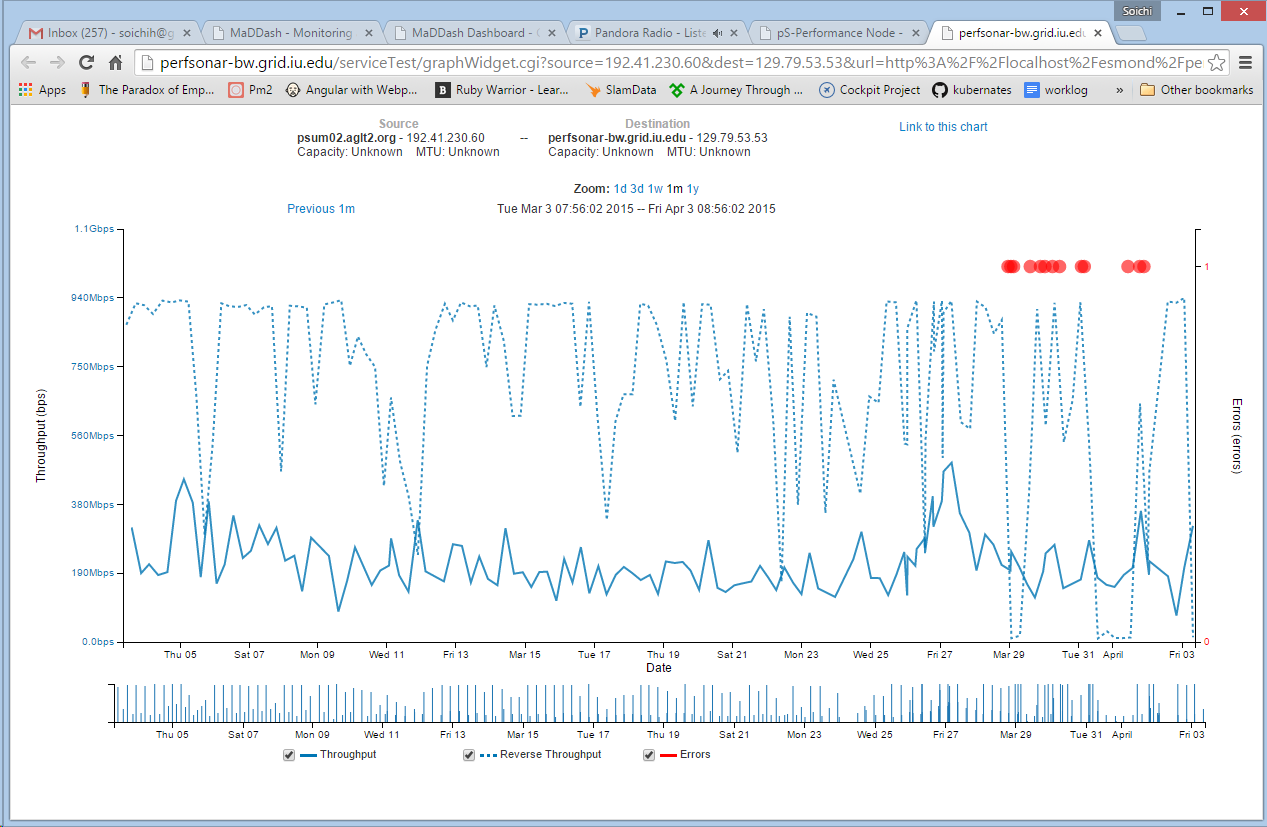 Soichi
Inbox (257) - soichih@g
MaDDash - Monitoring
MaDDash Dashboard - (
Pandora Radio - Liste
pS-Performance Node -
perfsonar-bw.grid.iu.edu
perfsonar-bw.grid.iu.edu/serviceTest/graphWidget.cgi?source=192.41.230.60&dest=129.79.53.53&url=http%3A%2F%2Flocalhost%2Fesmond%2Fpe
Apps The Paradox of Emp... Pm2 Angular with Webp... B Ruby Warrior - Lear... SlamData A Journey Through ... Cockpit Project kubernates worklog » Other bookmarks
Source Destination
psum02.aglt2.org - 192.41.230.60 -- perfsonar-bw.grid.iu.edu - 129.79.53.53 Link to this chart
Capacity: Unknown MTU: Unknown Capacity: Unknown MTU: Unknown
Zoom: 1d 3d 1w 1m 1y
Previous 1m Tue Mar 3 07:56:02 2015 -- Fri Apr 3 08:56:02 2015
1.1Gbps
940Mbps
750Mbps
560Mbps
380Mbps
190Mbps
0.0bps
Throughput (bps)
1
0
Errors (errors)
Thu 05 Sat 07 Mon 09 Wed 11 Fri 13 Mar 15 Tue 17 Thu 19 Sat 21 Mon 23 Wed 25 Fri 27 Mar 29 Tue 31 April Fri 03
Date
Thu 05 Sat 07 Mon 09 Wed 11 Fri 13 Mar 15 Tue 17 Thu 19 Sat 21 Mon 23 Wed 25 Fri 27 Mar 29 Tue 31 April Fri 03
Throughput Reverse Throughput Errors